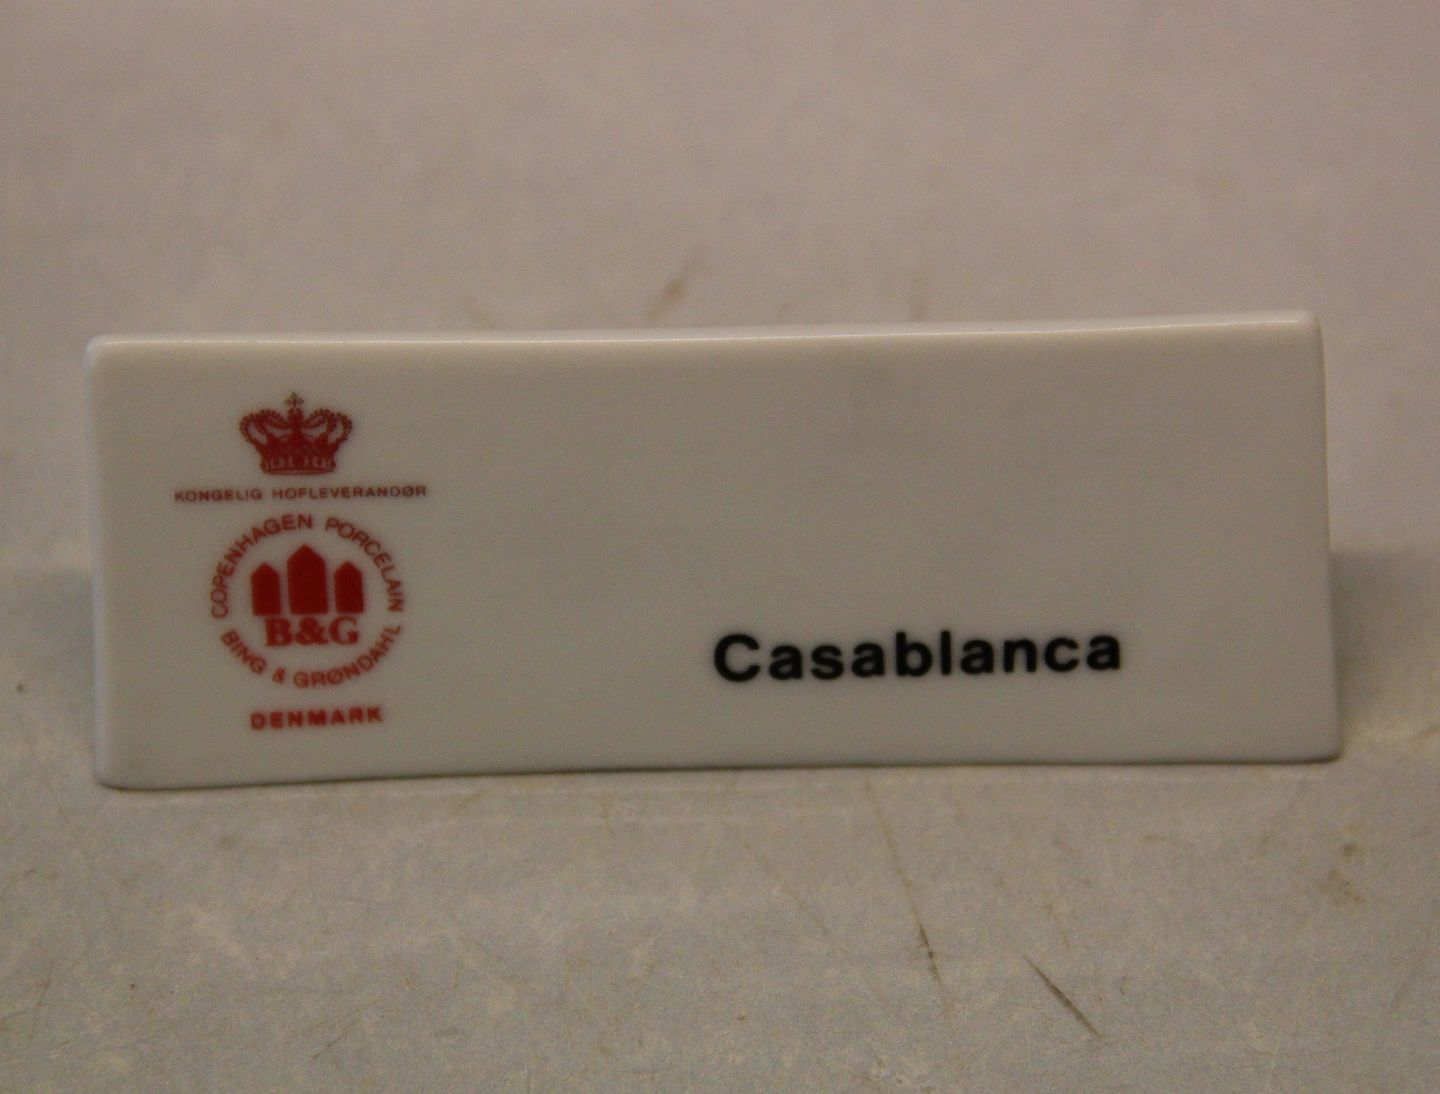 KONGELIG HOFLEVERANDØR
COPENHAGEN PORCELAIN
B&G
BING & GRØNDAHL
DENMARK
Casablanca